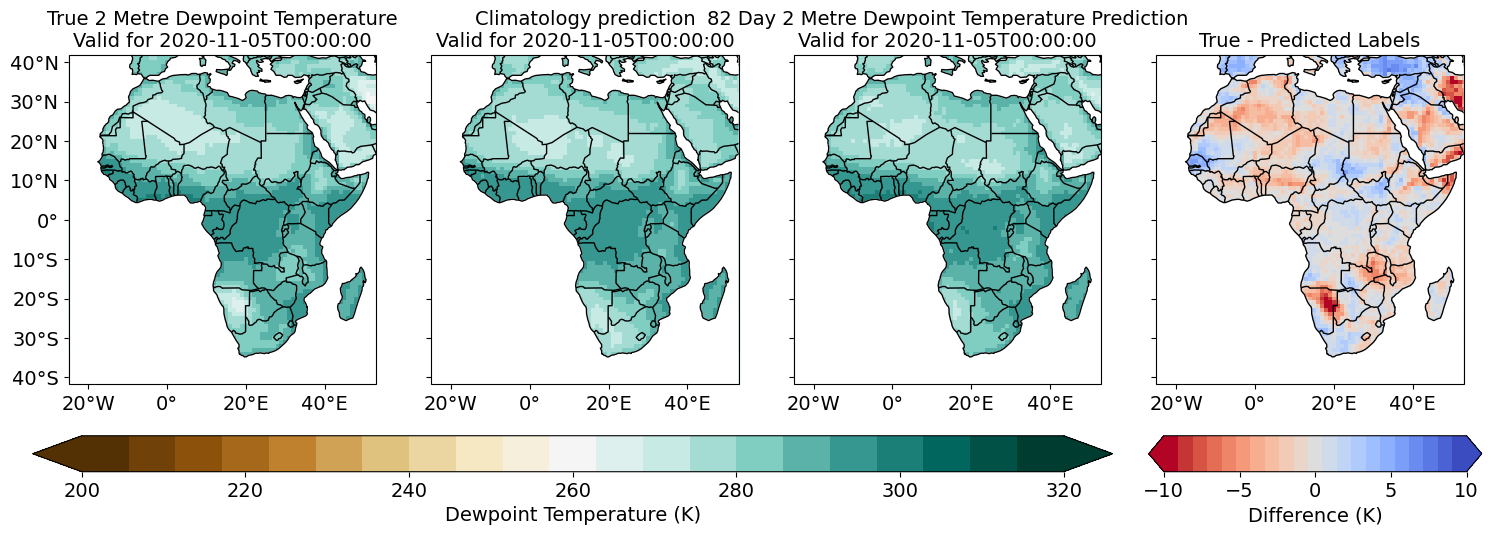 True 2 Metre Dewpoint Temperature
Valid for 2020-11-05T00:00:00
Climatology prediction  82 Day 2 Metre Dewpoint Temperature Prediction
Valid for 2020-11-05T00:00:00
Valid for 2020-11-05T00:00:00
True - Predicted Labels
40°N
30°N
20°N
10°N
0°
10°S
20°S
30°S
40°S
20°W 0° 20°E 40°E
20°W 0° 20°E 40°E
20°W 0° 20°E 40°E
20°W 0° 20°E 40°E
200 220 240 260 280 300 320
Dewpoint Temperature (K)
−10 −5 0 5 10
Difference (K)